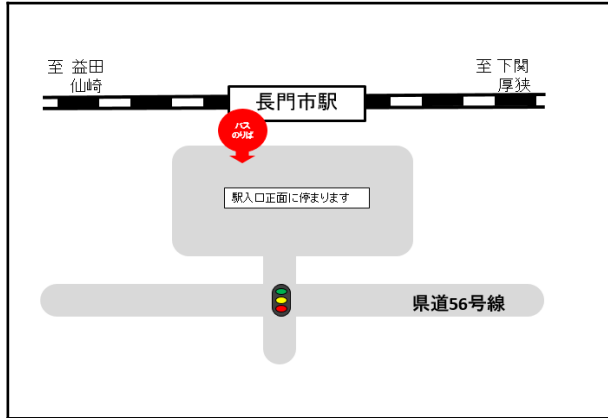 至 益田
仙崎
至 下関
厚狭
長門市駅
バス
のりば
駅入口正面に停まります
県道56号線